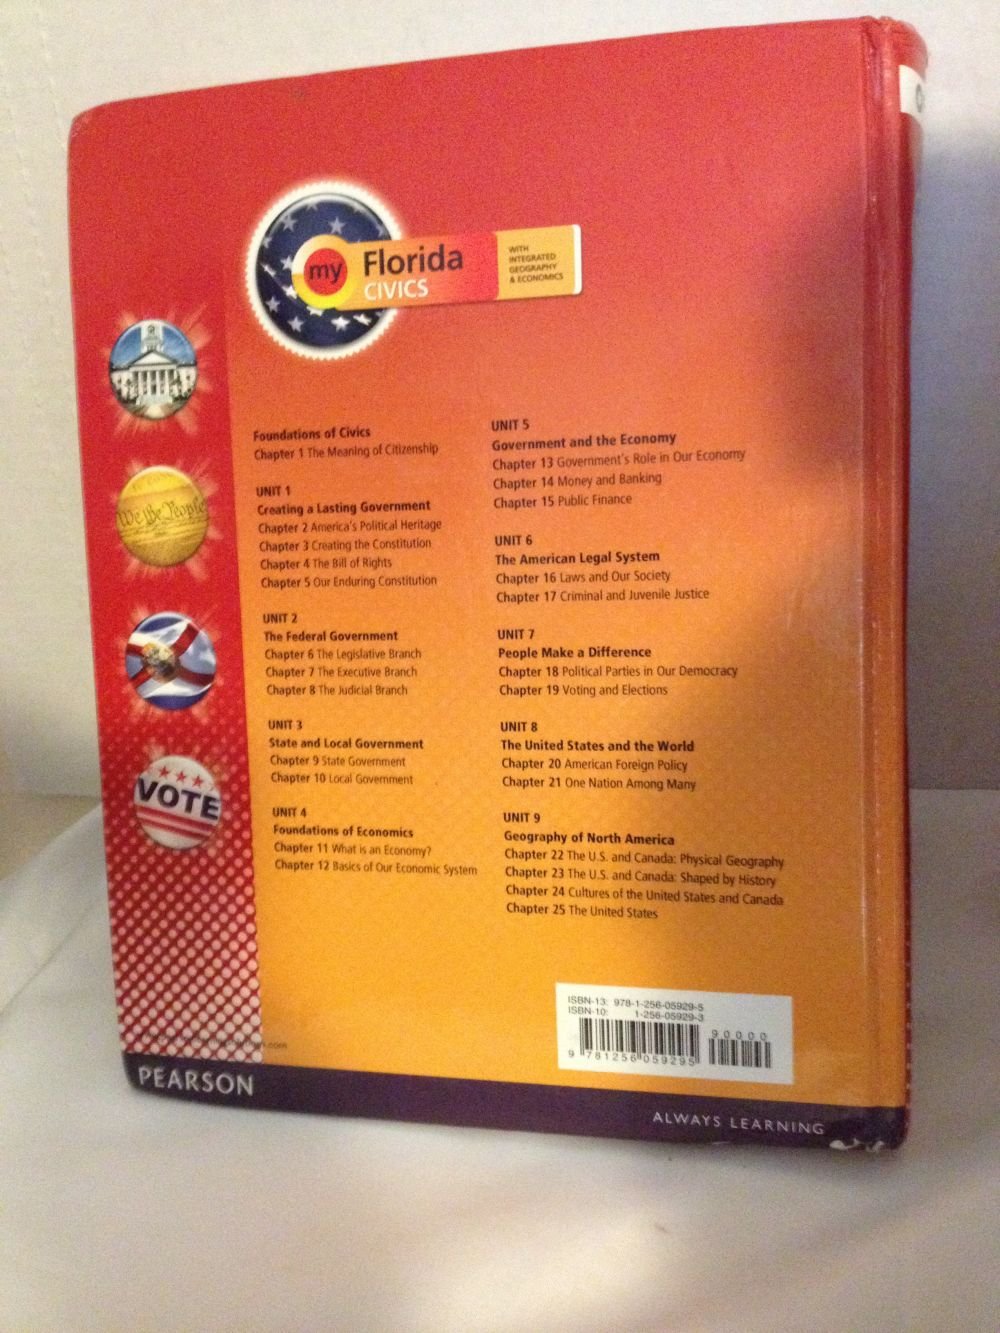 my Florida
CIVICS
WITH
INTEGRATED
GEOGRAPHY
& ECONOMICS
We the People
VOTE
Foundations of Civics
Chapter 1 The Meaning of Citizenship
UNIT 1
Creating a Lasting Government
Chapter 2 America's Political Heritage
Chapter 3 Creating the Constitution
Chapter 4 The Bill of Rights
Chapter 5 Our Enduring Constitution
UNIT 2
The Federal Government
Chapter 6 The Legislative Branch
Chapter 7 The Executive Branch
Chapter 8 The Judicial Branch
UNIT 3
State and Local Government
Chapter 9 State Government
Chapter 10 Local Government
UNIT 4
Foundations of Economics
Chapter 11 What is an Economy?
Chapter 12 Basics of Our Economic System
UNIT 5
Government and the Economy
Chapter 13 Government's Role in Our Economy
Chapter 14 Money and Banking
Chapter 15 Public Finance
UNIT 6
The American Legal System
Chapter 16 Laws and Our Society
Chapter 17 Criminal and Juvenile Justice
UNIT 7
People Make a Difference
Chapter 18 Political Parties in Our Democracy
Chapter 19 Voting and Elections
UNIT 8
The United States and the World
Chapter 20 American Foreign Policy
Chapter 21 One Nation Among Many
UNIT 9
Geography of North America
Chapter 22 The U.S. and Canada: Physical Geography
Chapter 23 The U.S. and Canada: Shaped by History
Chapter 24 Cultures of the United States and Canada
Chapter 25 The United States
ISBN-13: 978-1-256-05929-5
ISBN-10: 1-256-05929-3
90000
9 781256 059295
PEARSON
ALWAYS LEARNING